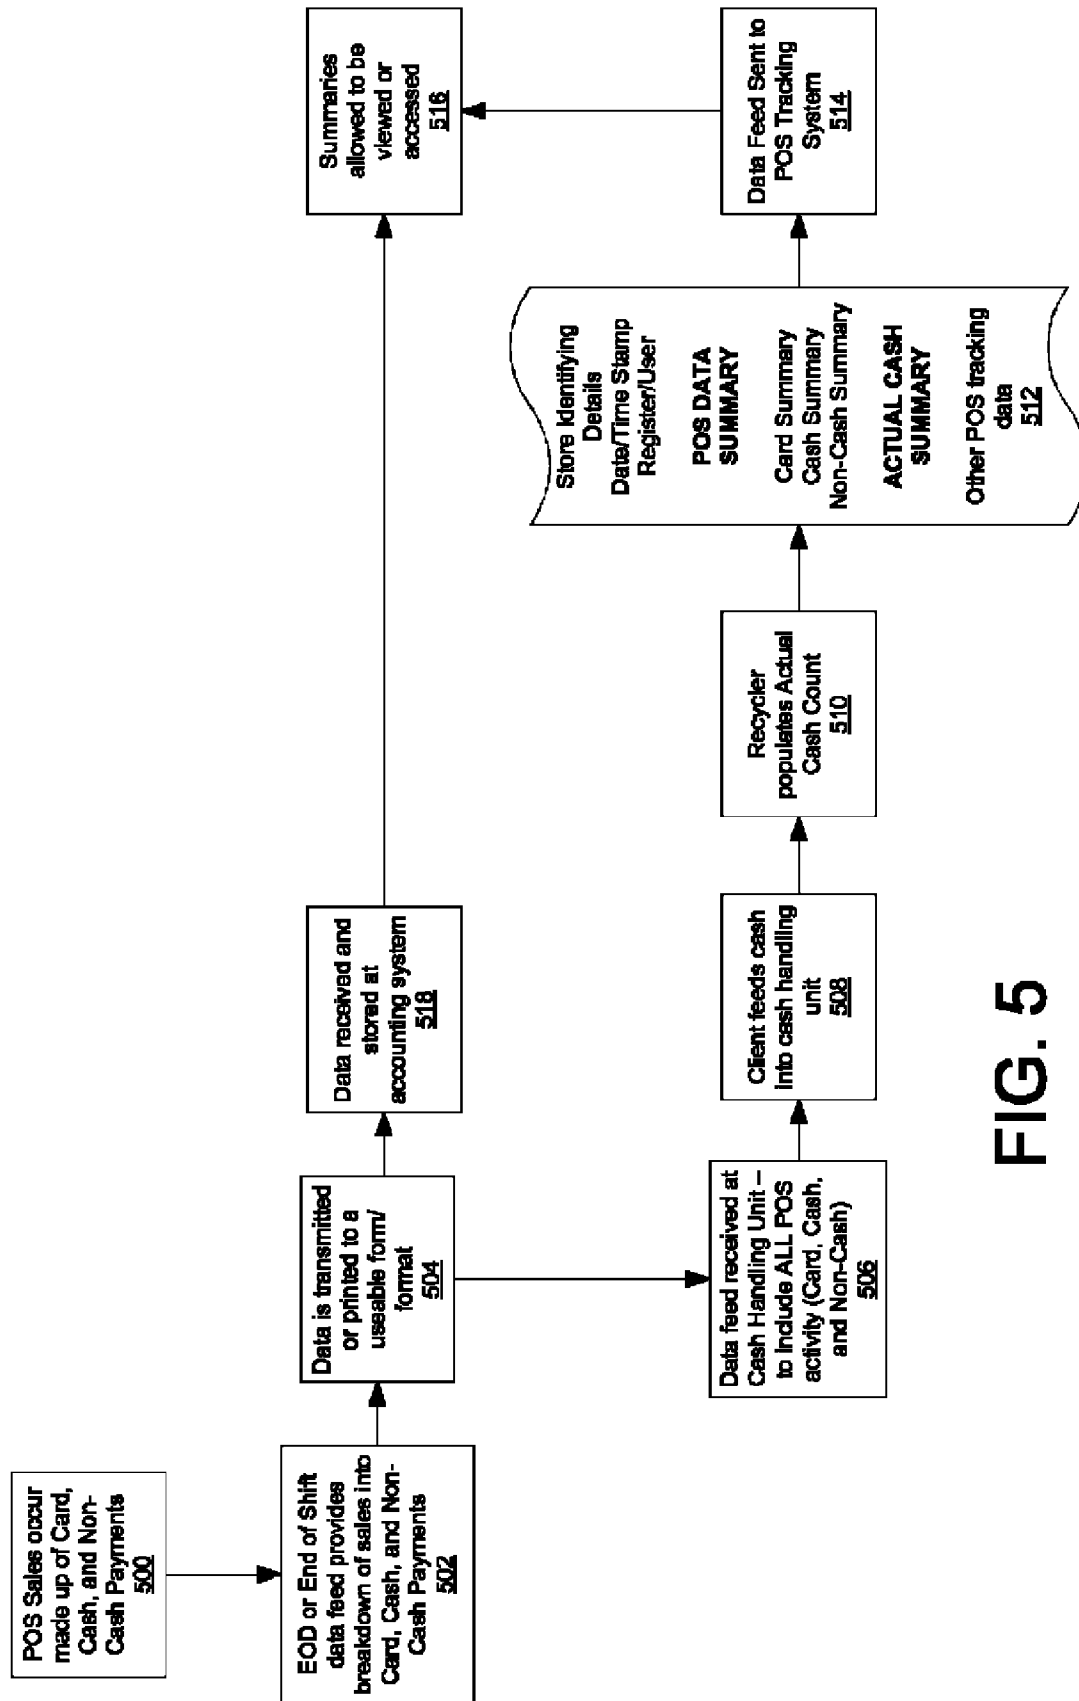 POS Sales occur
made up of Card,
Cash, and Non-
Cash Payments
500
EOD or End of Shift
data feed provides
breakdown of sales into
Card, Cash, and Non-
Cash Payments
502
Data is transmitted
or printed to a
useable form/
format
504
Data received and
stored at
accounting system
518
Summaries
allowed to be
viewed or
accessed
516
Data feed received at
Cash Handling Unit –
to Include ALL POS
activity (Card, Cash,
and Non-Cash)
506
Client feeds cash
into cash handling
unit
508
Recycler
populates Actual
Cash Count
510
Store Identifying
Details
Date/Time Stamp
Register/User
POS DATA
SUMMARY
Card Summary
Cash Summary
Non-Cash Summary
ACTUAL CASH
SUMMARY
Other POS tracking
data
512
Data Feed Sent to
POS Tracking
System
514
FIG. 5